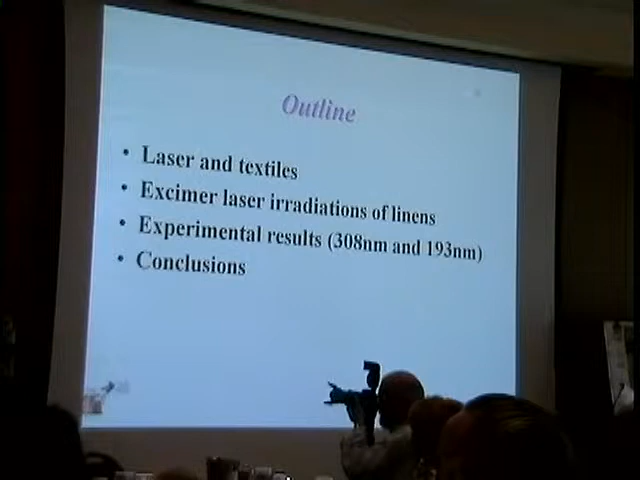 Outline
• Laser and textiles
• Excimer laser irradiations of linens
• Experimental results (308nm and 193nm)
• Conclusions